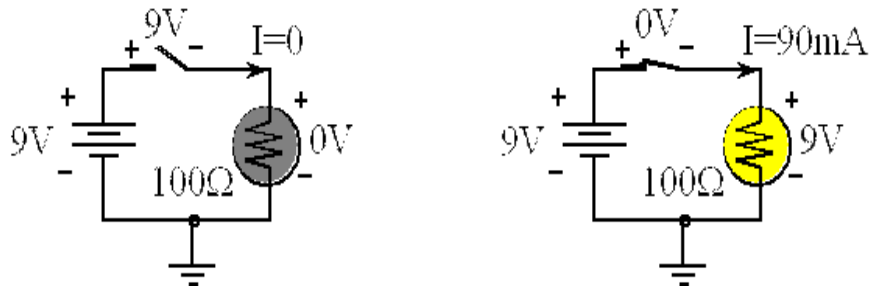 9V
+ - I=0
+
9V
-
100Ω
+
0V
-
0V
+ - I=90mA
+
9V
-
100Ω
+
9V
-